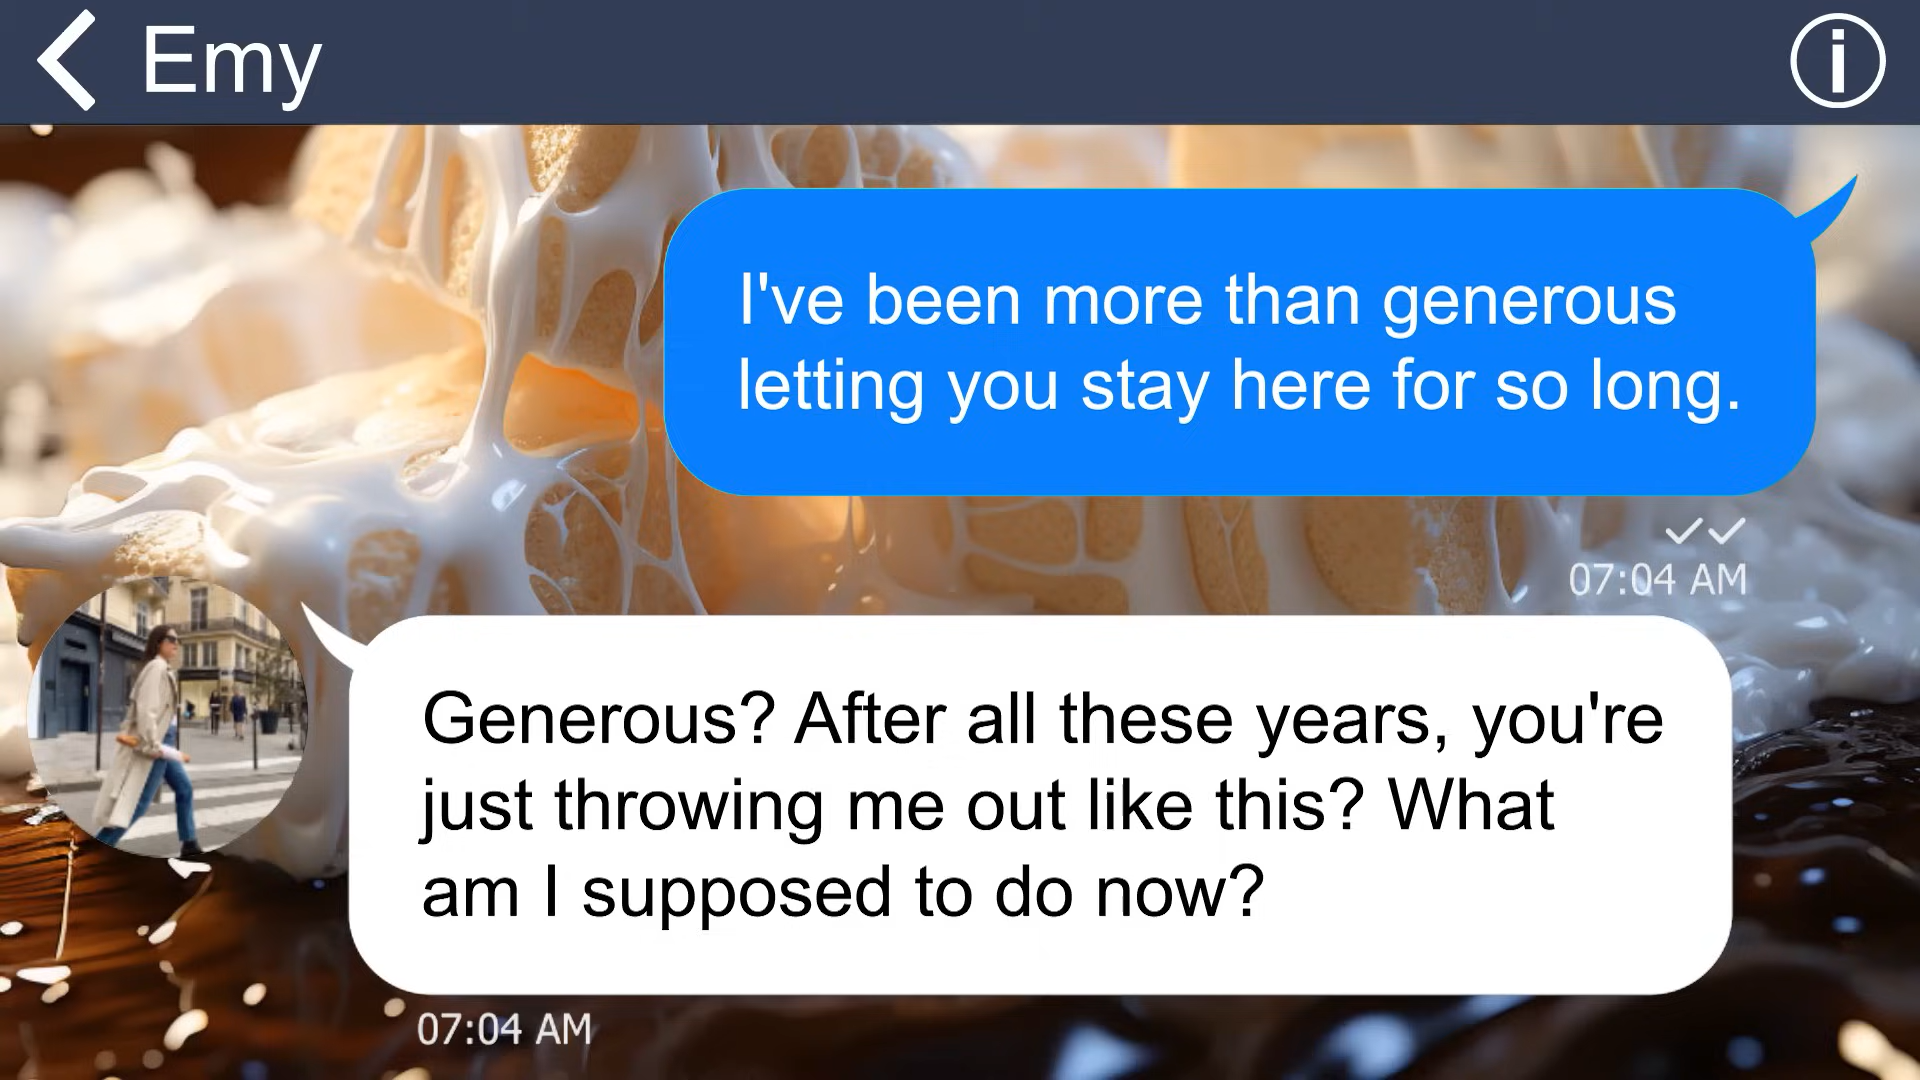 Emy
I've been more than generous
letting you stay here for so long.
07:04 AM
Generous? After all these years, you're
just throwing me out like this? What
am I supposed to do now?
07:04 AM